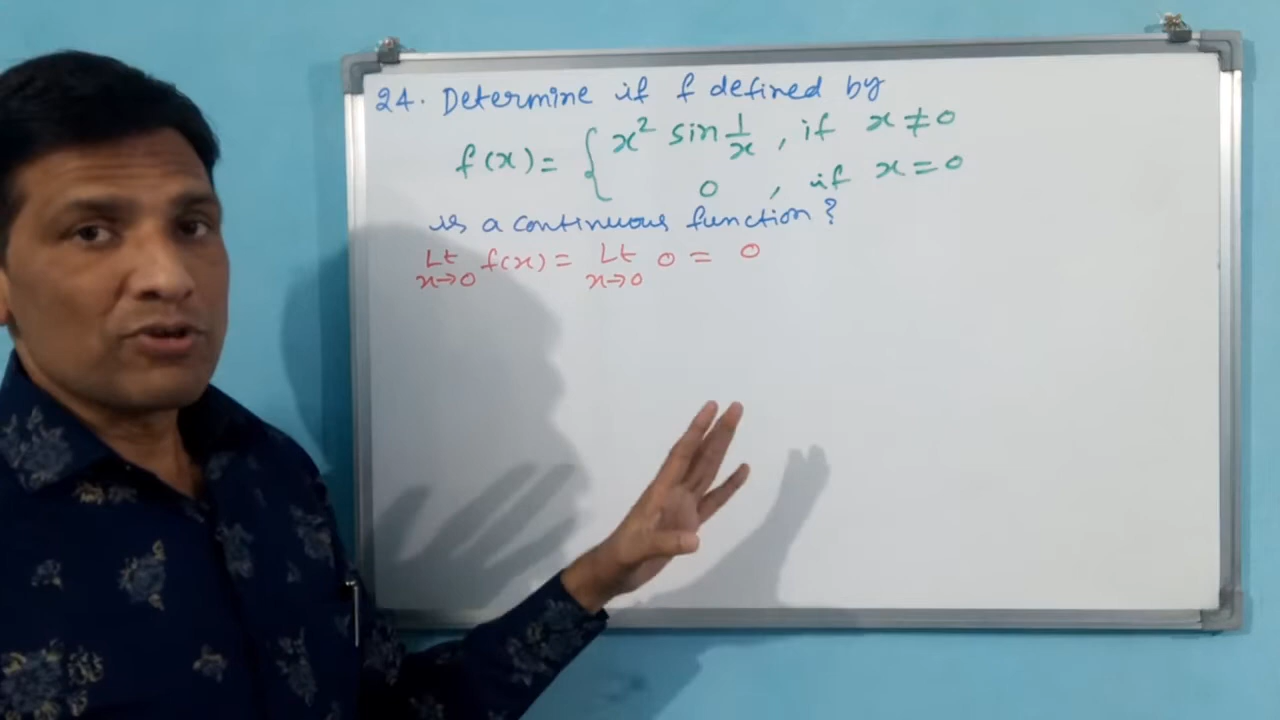 24. Determine if f defined by
f(x) = { x² sin 1/x , if x ≠ 0
0 , if x = 0
is a continuous function?
Lt x→0 f(x) = Lt x→0 0 = 0